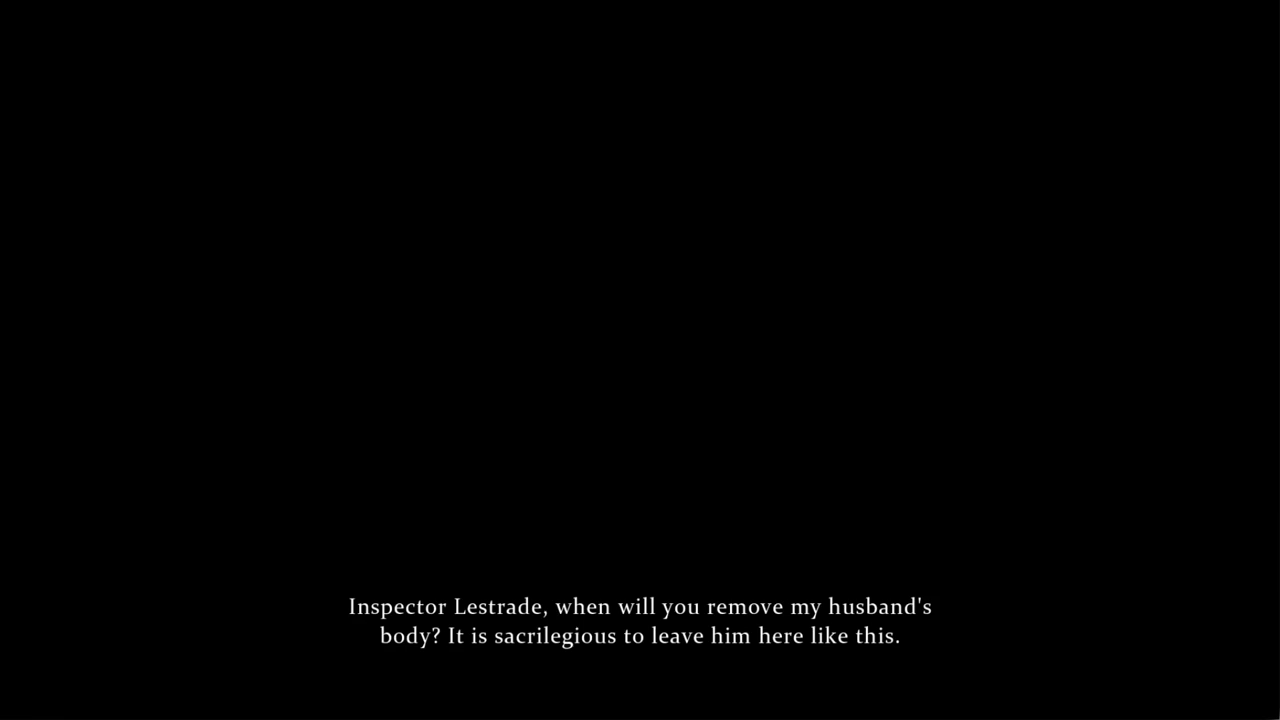 Inspector Lestrade, when will you remove my husband's
body? It is sacrilegious to leave him here like this.